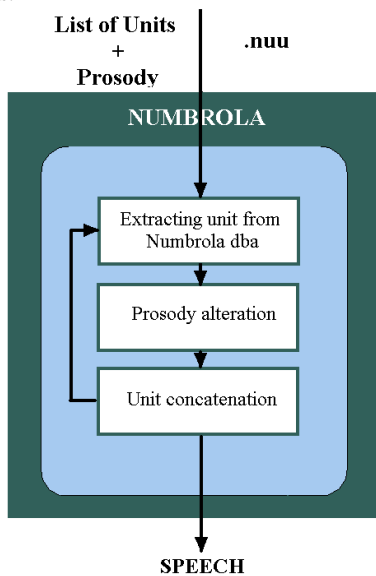 List of Units
+
Prosody
.nuu
NUMBROLA
Extracting unit from
Numbrola dba
Prosody alteration
Unit concatenation
SPEECH